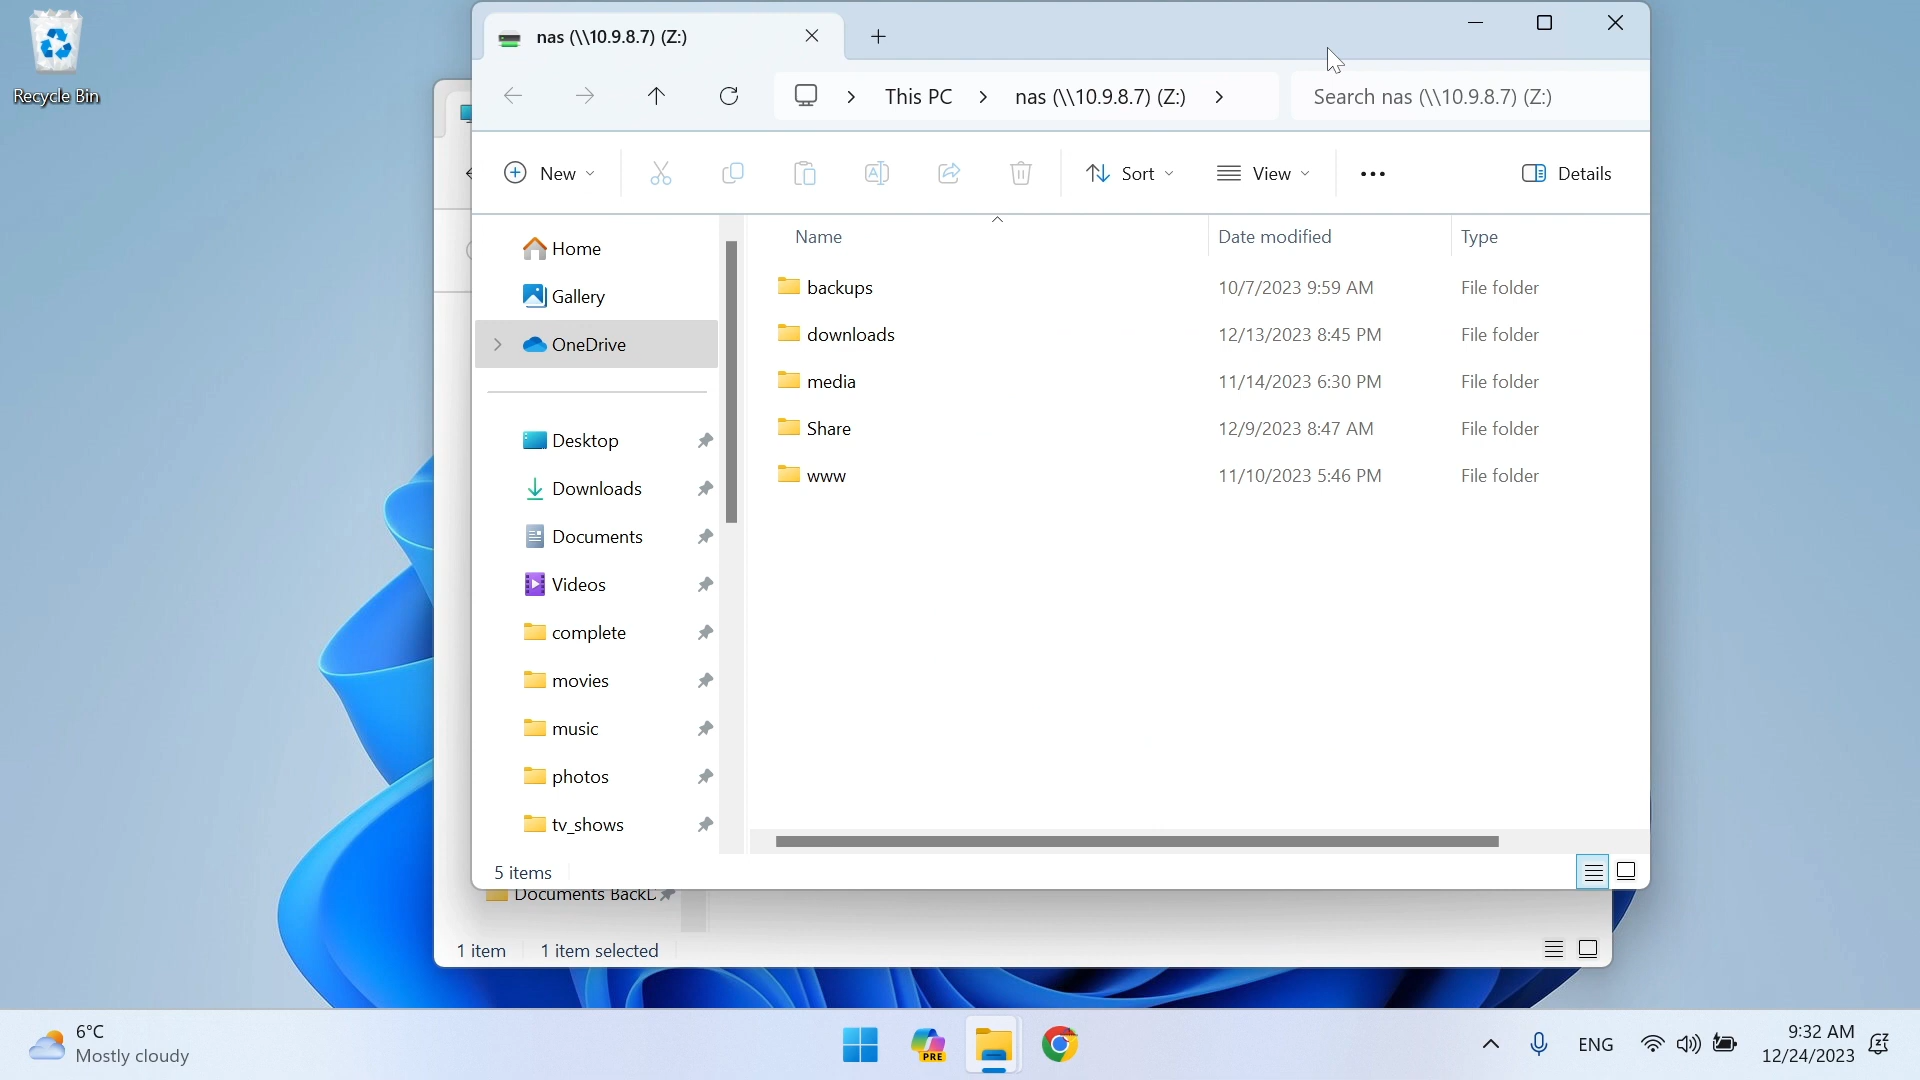 Recycle Bin
nas (\\10.9.8.7) (Z:)
This PC > nas (\\10.9.8.7) (Z:) >
Search nas (\\10.9.8.7) (Z:)
New
Sort
View
Details
Home
Gallery
OneDrive
Desktop
Downloads
Documents
Videos
complete
movies
music
photos
tv_shows
Name Date modified Type
backups 10/7/2023 9:59 AM File folder
downloads 12/13/2023 8:45 PM File folder
media 11/14/2023 6:30 PM File folder
Share 12/9/2023 8:47 AM File folder
www 11/10/2023 5:46 PM File folder
5 items
Documents BackL
1 item 1 item selected
6°C
Mostly cloudy
PRE
ENG
9:32 AM
12/24/2023